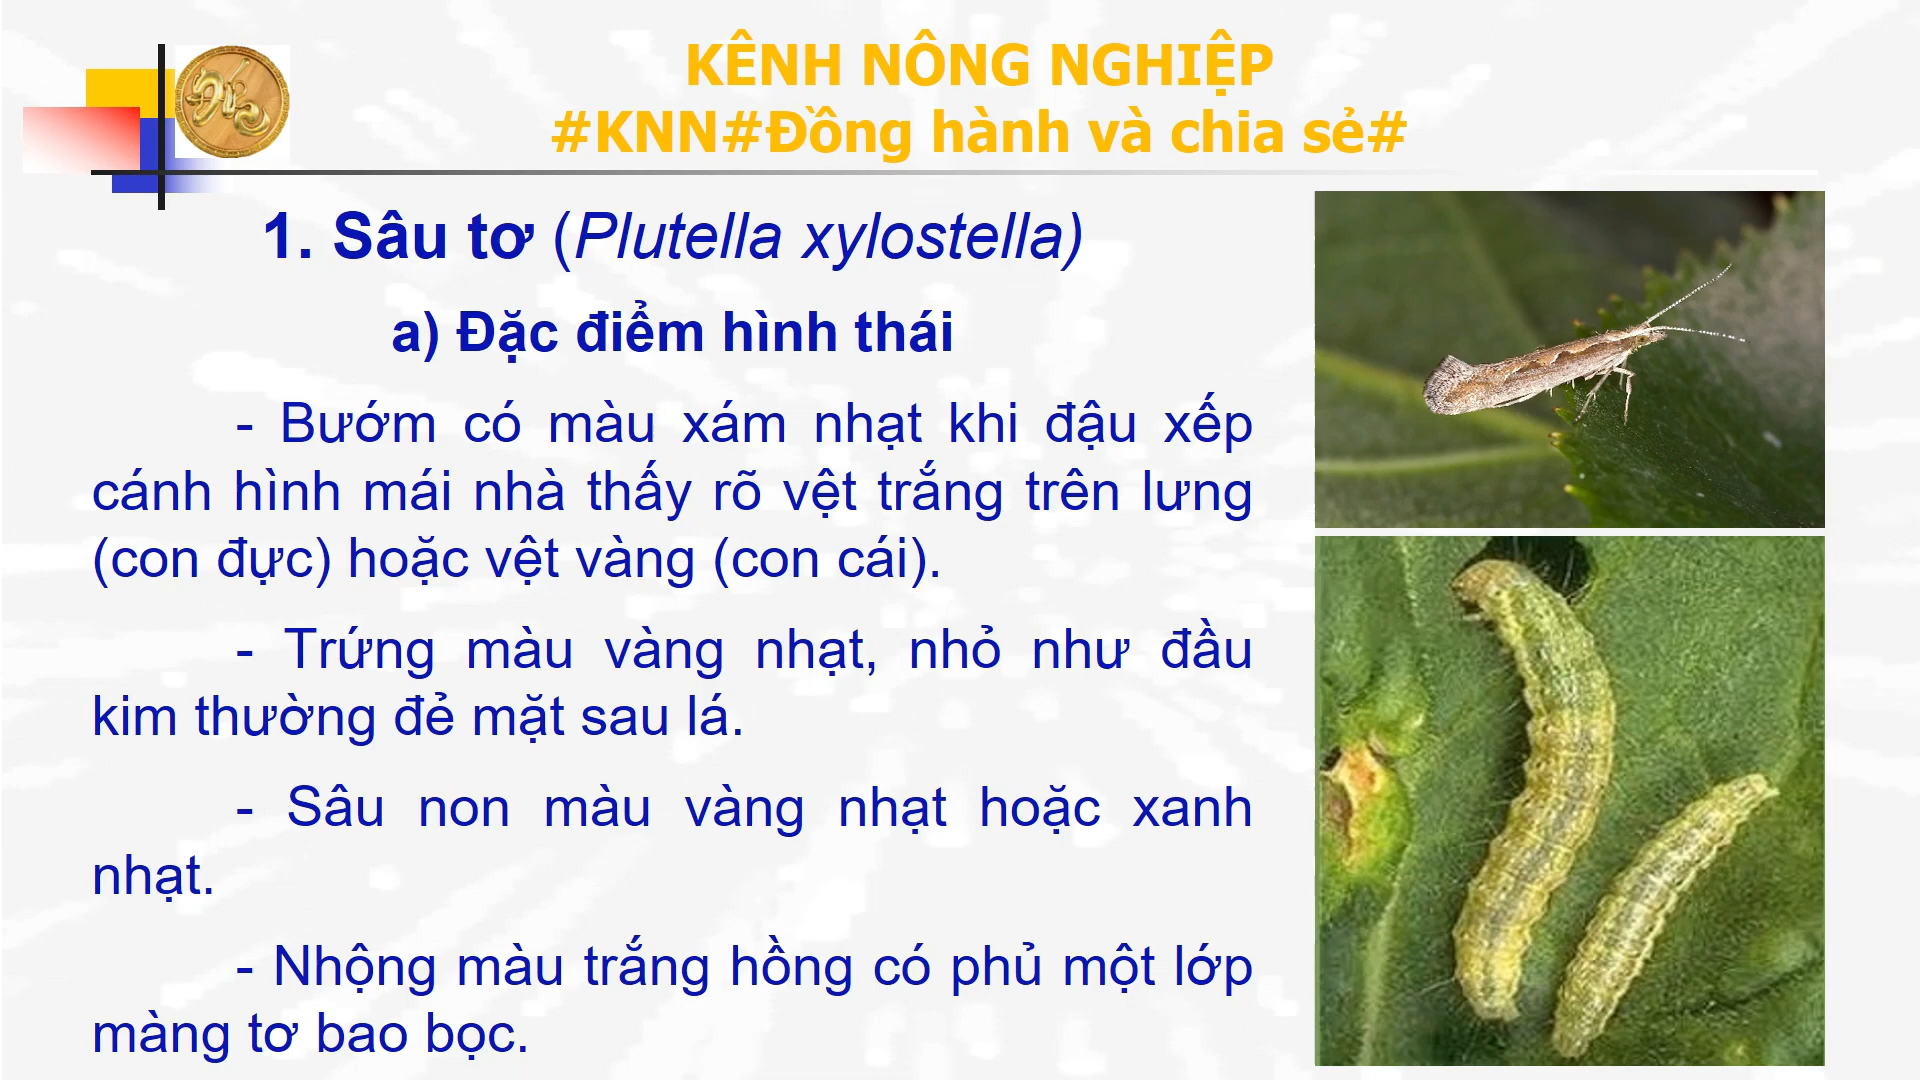 KÊNH NÔNG NGHIỆP
#KNN#Đồng hành và chia sẻ#
1. Sâu tơ (Plutella xylostella)
a) Đặc điểm hình thái
- Bướm có màu xám nhạt khi đậu xếp
cánh hình mái nhà thấy rõ vệt trắng trên lưng
(con đực) hoặc vệt vàng (con cái).
- Trứng màu vàng nhạt, nhỏ như đầu
kim thường đẻ mặt sau lá.
- Sâu non màu vàng nhạt hoặc xanh
nhạt.
- Nhộng màu trắng hồng có phủ một lớp
màng tơ bao bọc.